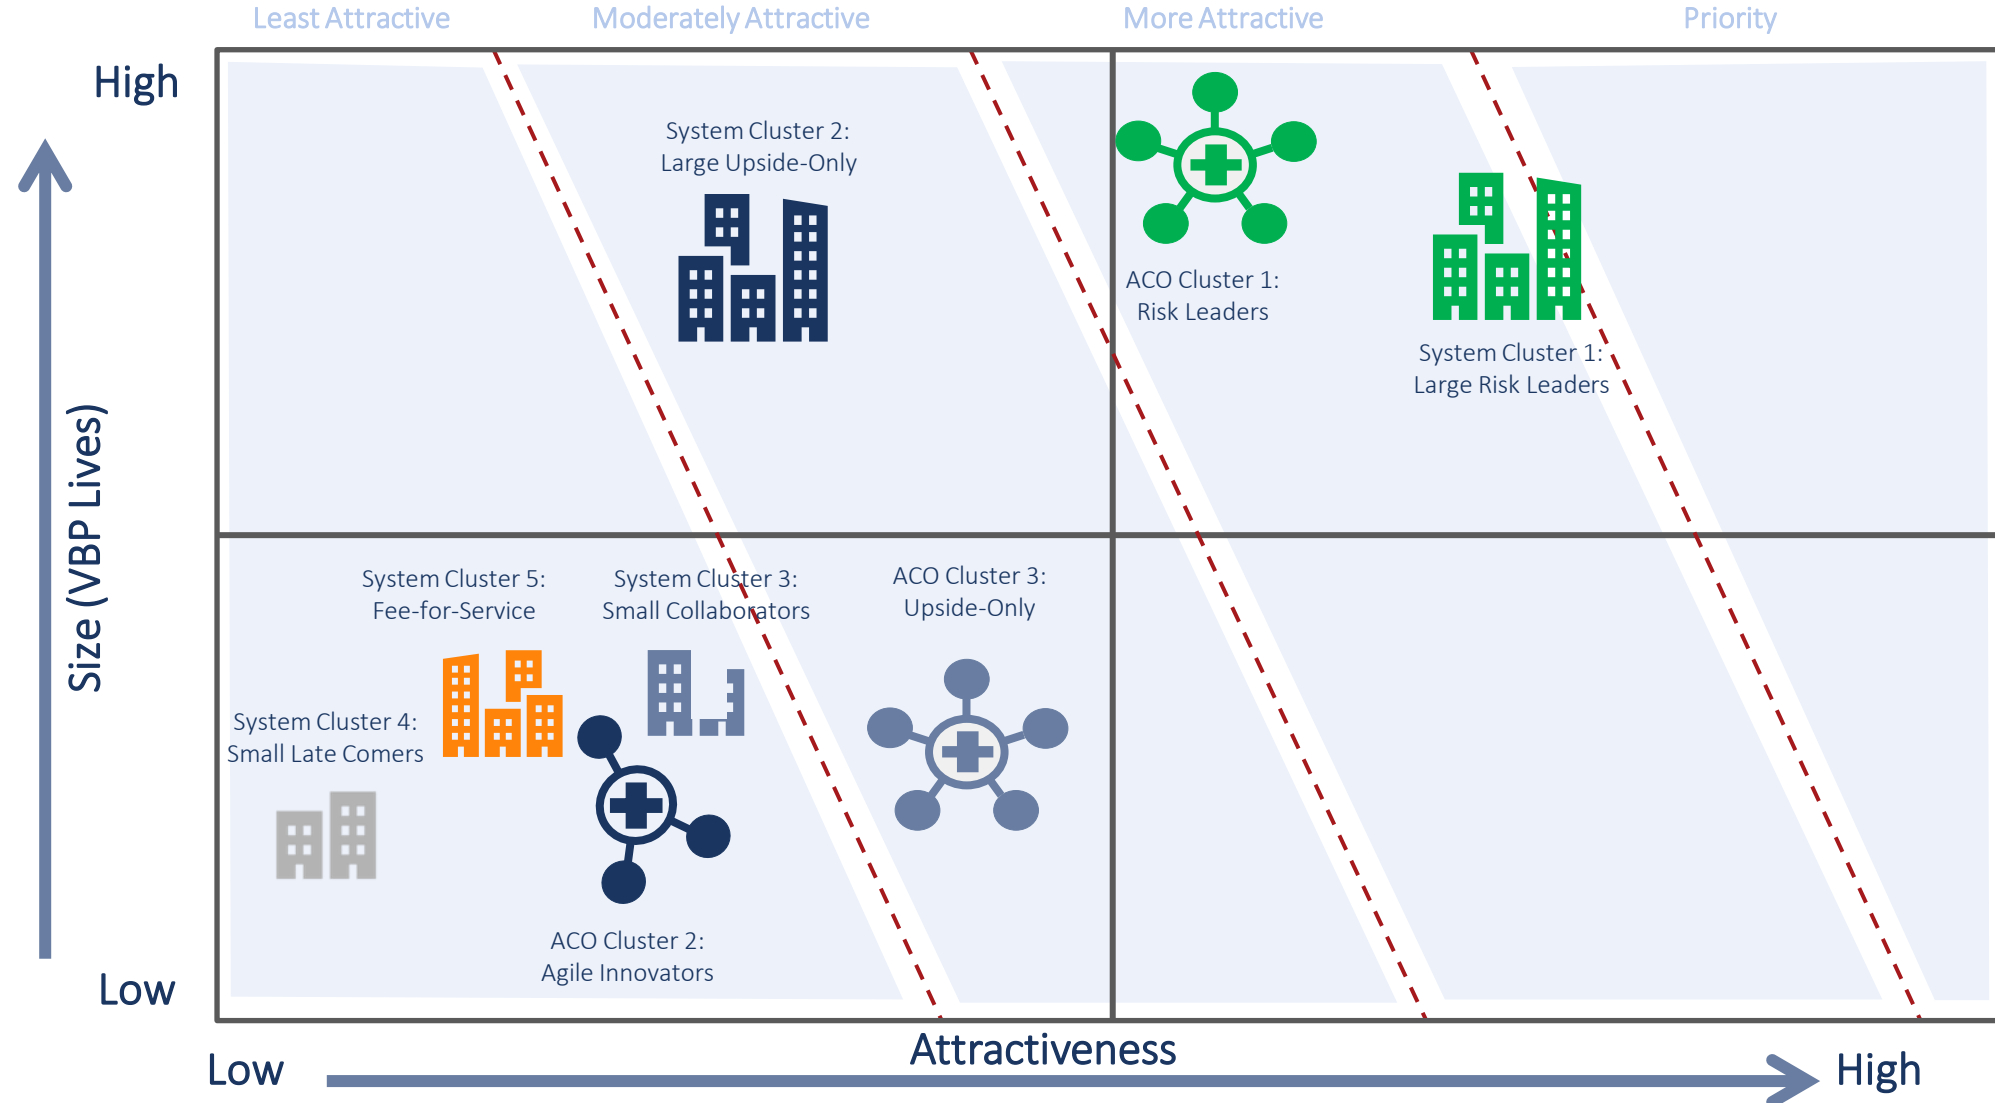 Least Attractive
Moderately Attractive
More Attractive
Priority
High
System Cluster 2:
Large Upside-Only
ACO Cluster 1:
Risk Leaders
System Cluster 1:
Large Risk Leaders
Size (VBP Lives)
System Cluster 5:
Fee-for-Service
System Cluster 3:
Small Collaborators
ACO Cluster 3:
Upside-Only
System Cluster 4:
Small Late Comers
ACO Cluster 2:
Agile Innovators
Low
Attractiveness
Low
High